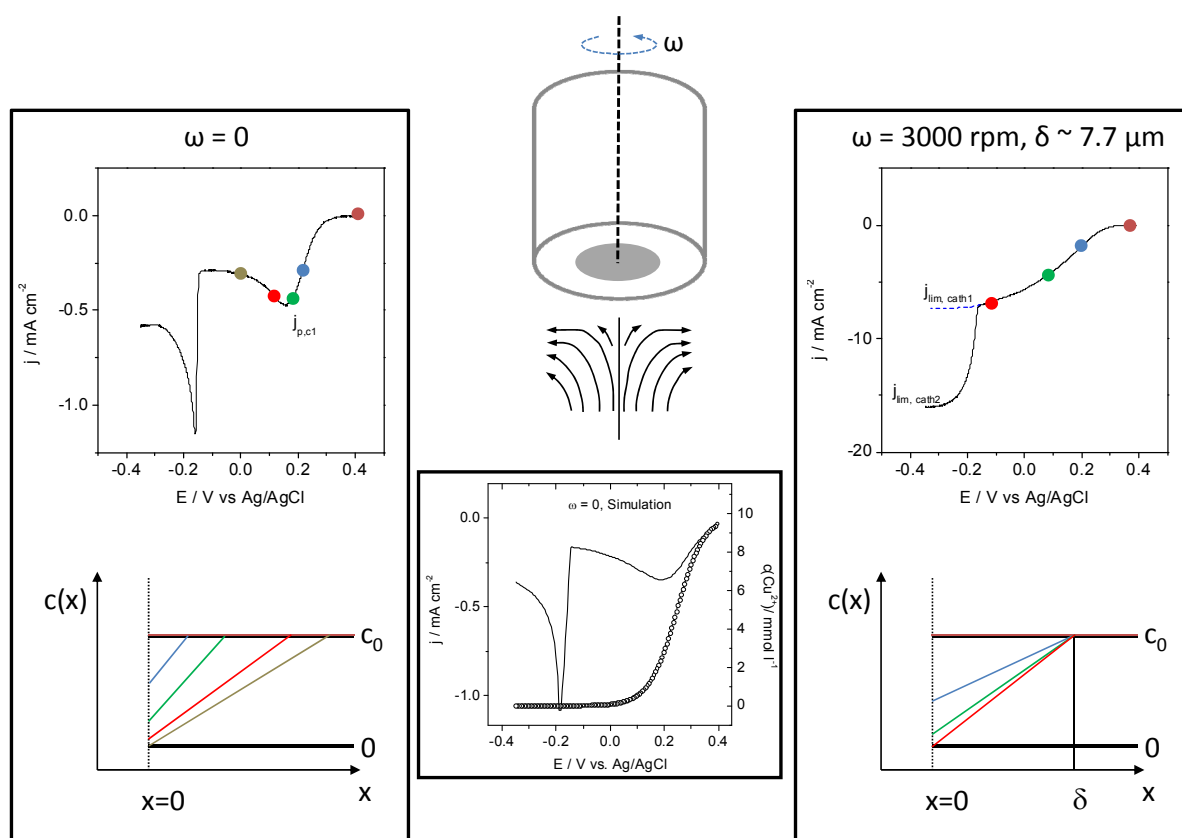 ω
ω = 0
0.0
-0.5
-1.0
j / mA cm⁻²
j_p,c1
-0.4 -0.2 0.0 0.2 0.4
E / V vs Ag/AgCl
c(x)
c₀
0
x=0
x
ω = 0, Simulation
0.0
-0.5
-1.0
j / mA cm⁻²
10
8
6
4
2
0
c(Cu²⁺)/ mmol l⁻¹
-0.4 -0.2 0.0 0.2 0.4
E / V vs. Ag/AgCl
ω = 3000 rpm, δ ~ 7.7 μm
0
-10
-20
j / mA cm⁻²
j_lim, cath1
j_lim, cath2
-0.4 -0.2 0.0 0.2 0.4
E / V vs Ag/AgCl
c(x)
c₀
0
x=0
δ
x